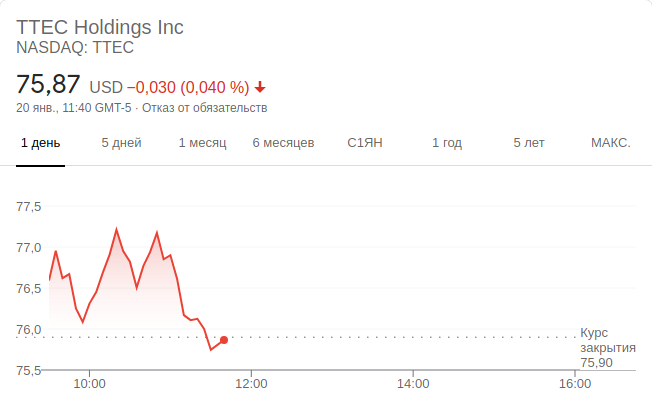 TTEC Holdings Inc
NASDAQ: TTEC
75,87 USD −0,030 (0,040 %)
20 янв., 11:40 GMT-5 · Отказ от обязательств
1 день 5 дней 1 месяц 6 месяцев С1ЯН 1 год 5 лет МАКС.
77,5
77,0
76,5
76,0
75,5
Курс
закрытия
75,90
10:00 12:00 14:00 16:00